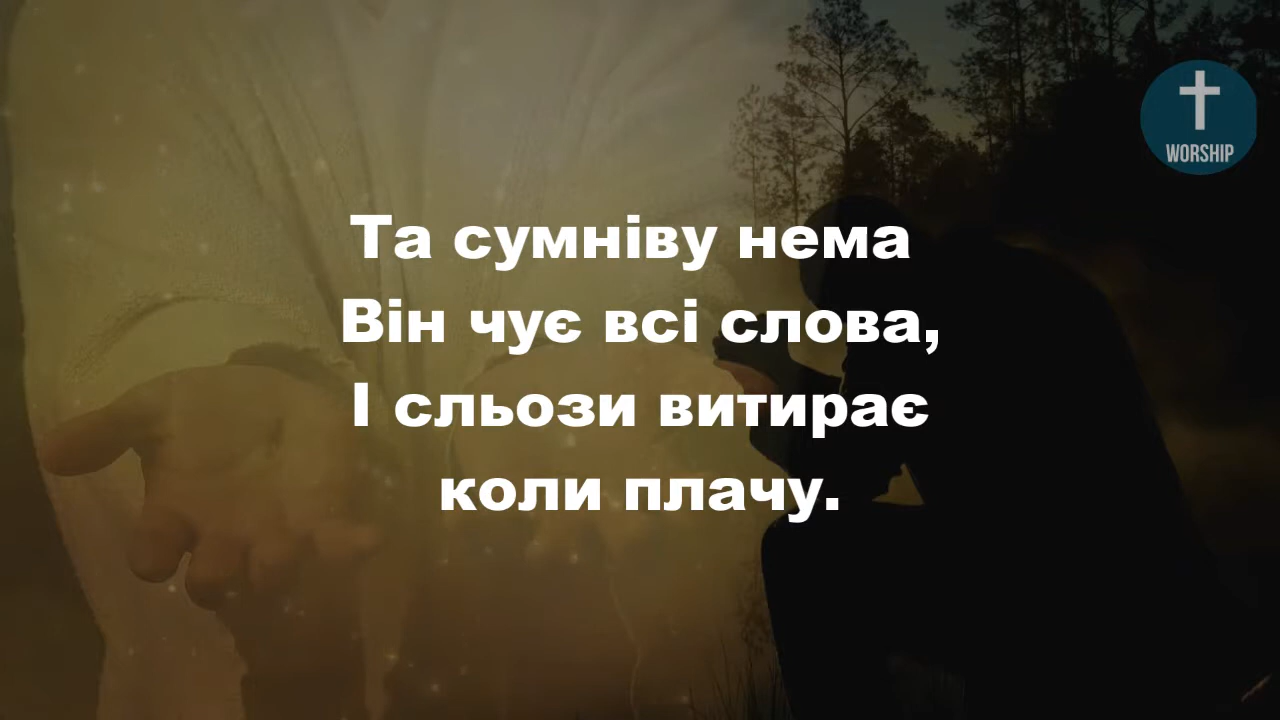 WORSHIP
Та сумніву нема
Він чує всі слова,
І сльози витирає
коли плачу.